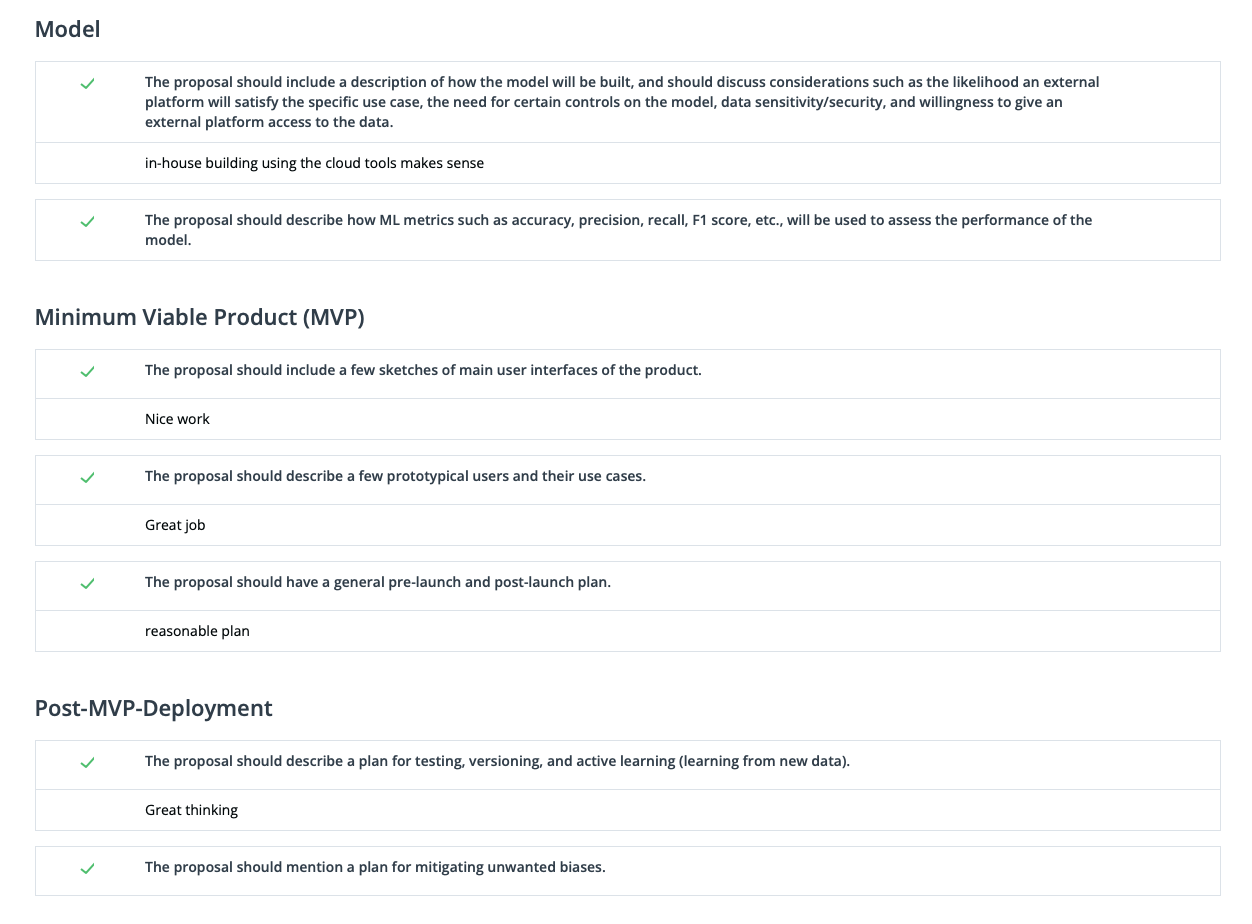 Model
The proposal should include a description of how the model will be built, and should discuss considerations such as the likelihood an external
platform will satisfy the specific use case, the need for certain controls on the model, data sensitivity/security, and willingness to give an
external platform access to the data.
in-house building using the cloud tools makes sense
The proposal should describe how ML metrics such as accuracy, precision, recall, F1 score, etc., will be used to assess the performance of the
model.
Minimum Viable Product (MVP)
The proposal should include a few sketches of main user interfaces of the product.
Nice work
The proposal should describe a few prototypical users and their use cases.
Great job
The proposal should have a general pre-launch and post-launch plan.
reasonable plan
Post-MVP-Deployment
The proposal should describe a plan for testing, versioning, and active learning (learning from new data).
Great thinking
The proposal should mention a plan for mitigating unwanted biases.